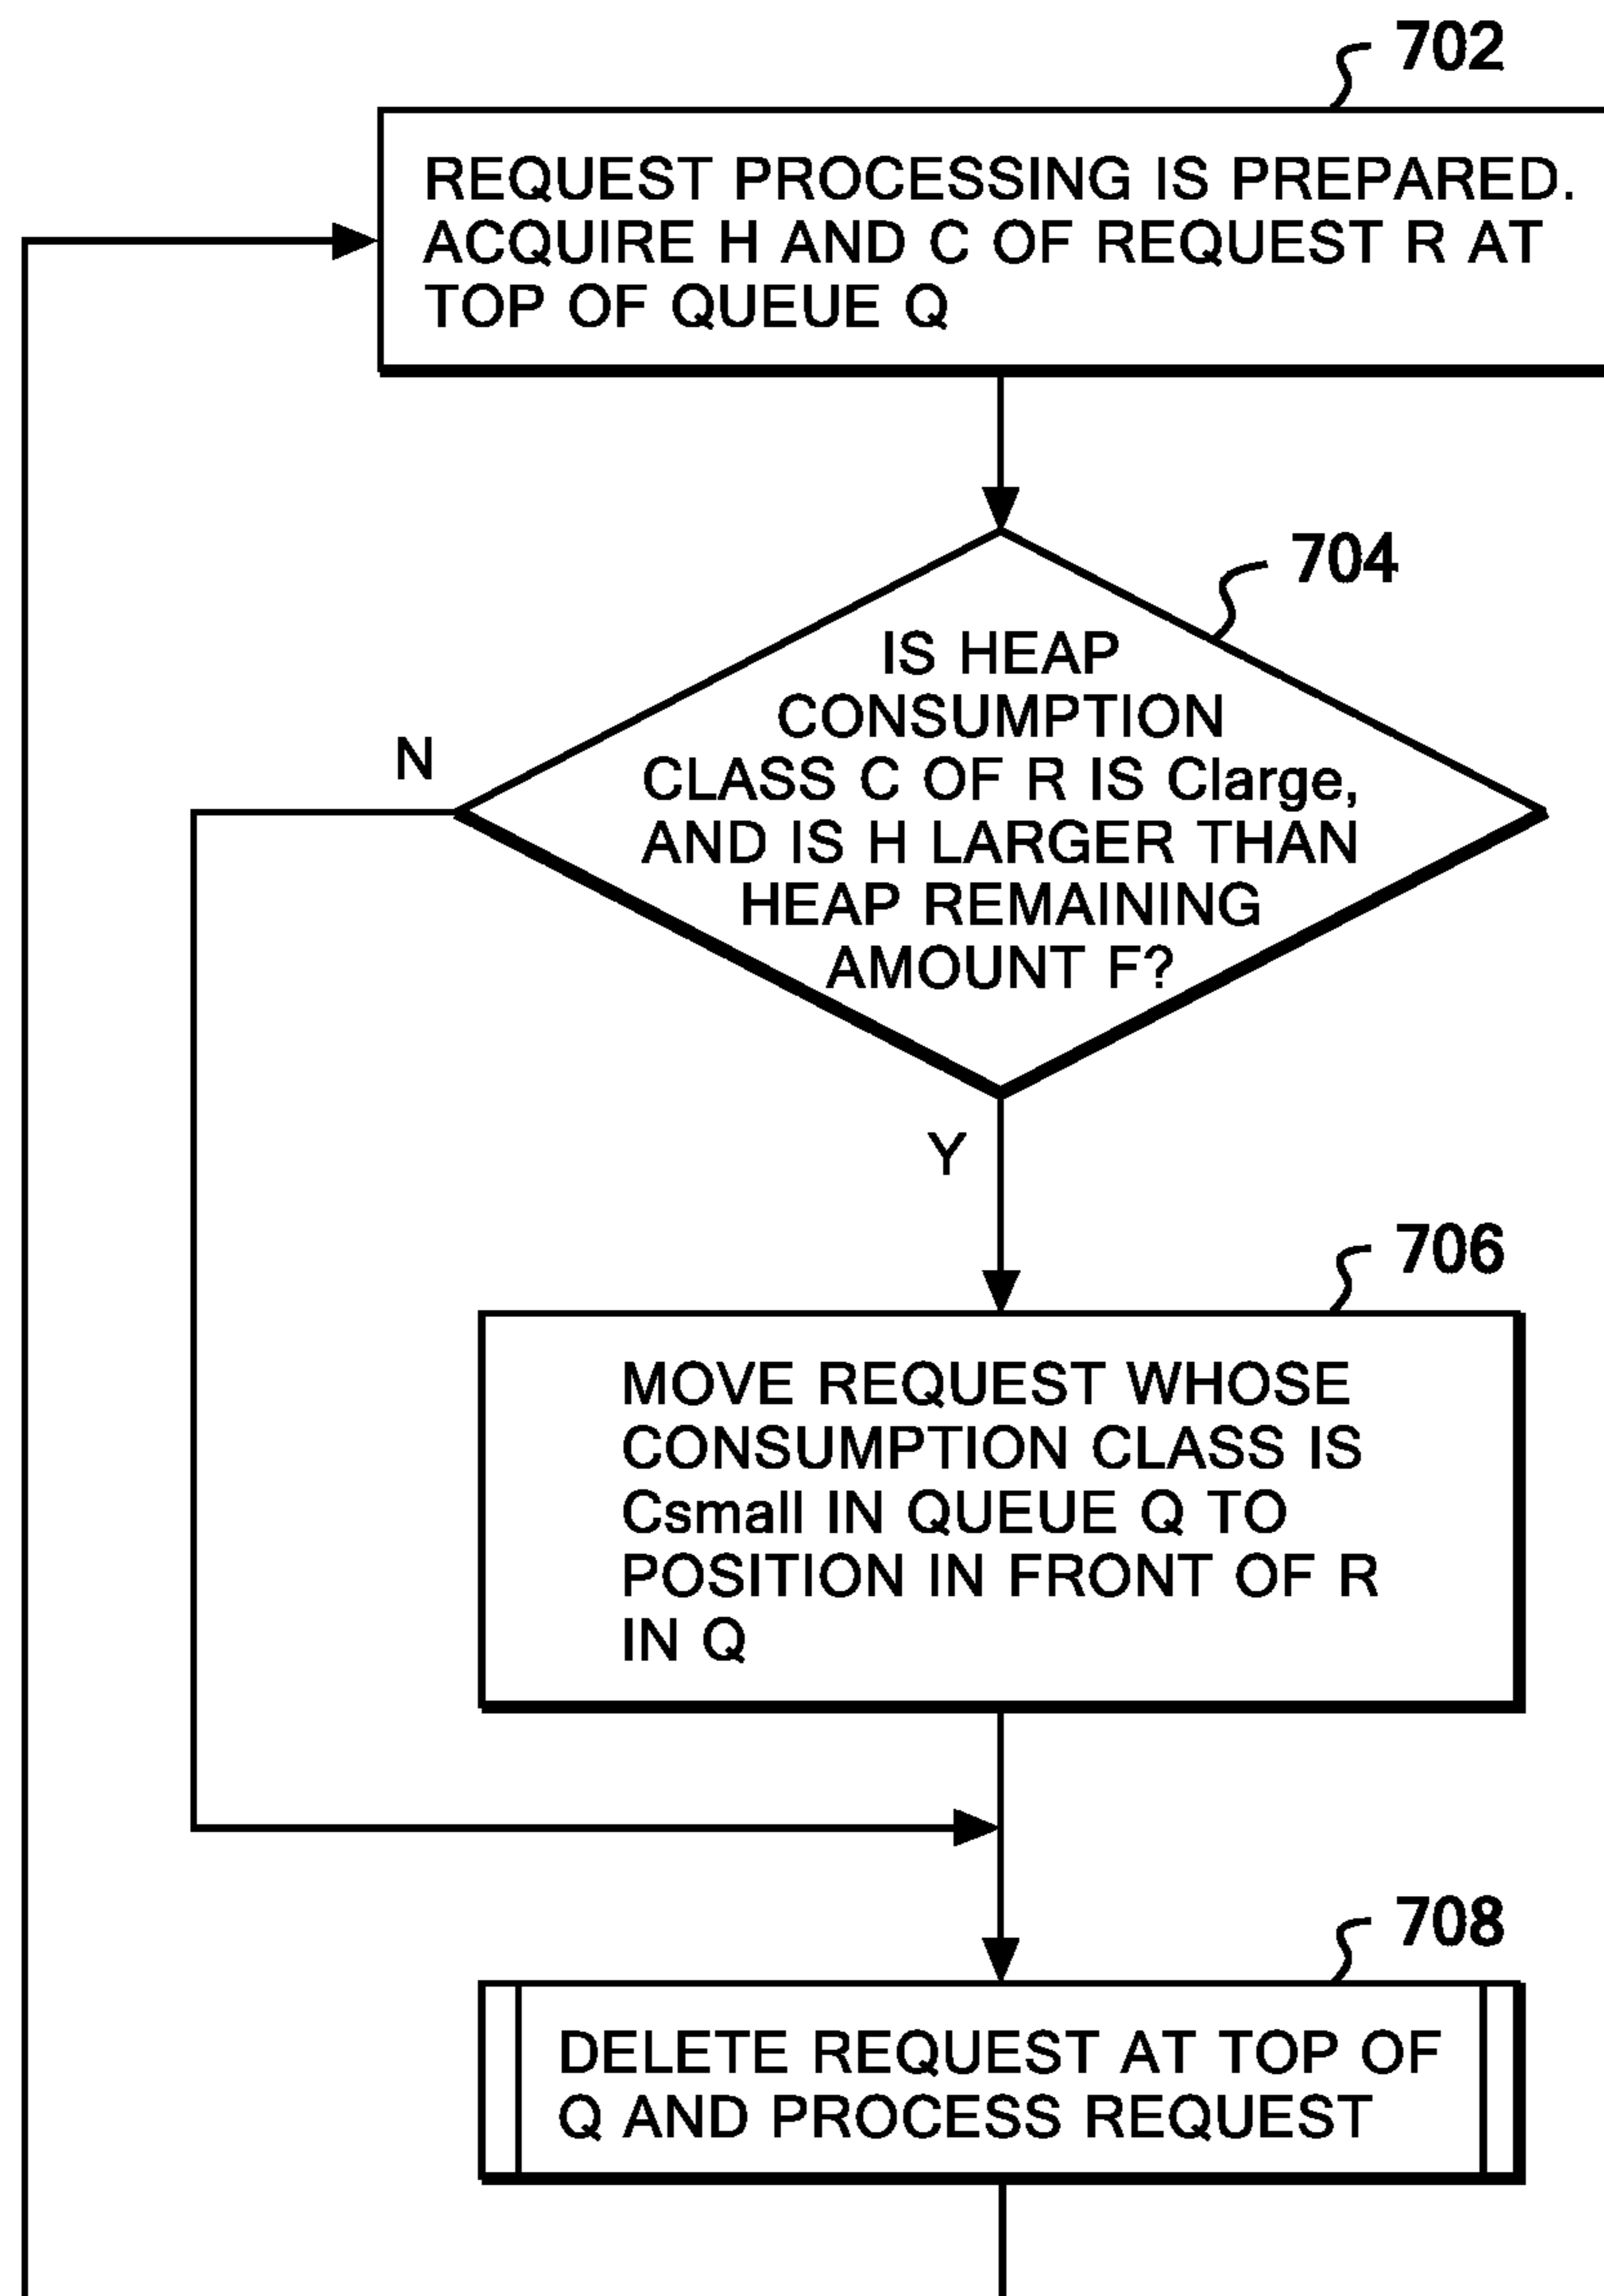 702
REQUEST PROCESSING IS PREPARED.
ACQUIRE H AND C OF REQUEST R AT
TOP OF QUEUE Q
704
IS HEAP
CONSUMPTION
CLASS C OF R IS Clarge,
AND IS H LARGER THAN
HEAP REMAINING
AMOUNT F?
N
Y
706
MOVE REQUEST WHOSE
CONSUMPTION CLASS IS
Csmall IN QUEUE Q TO
POSITION IN FRONT OF R
IN Q
708
DELETE REQUEST AT TOP OF
Q AND PROCESS REQUEST